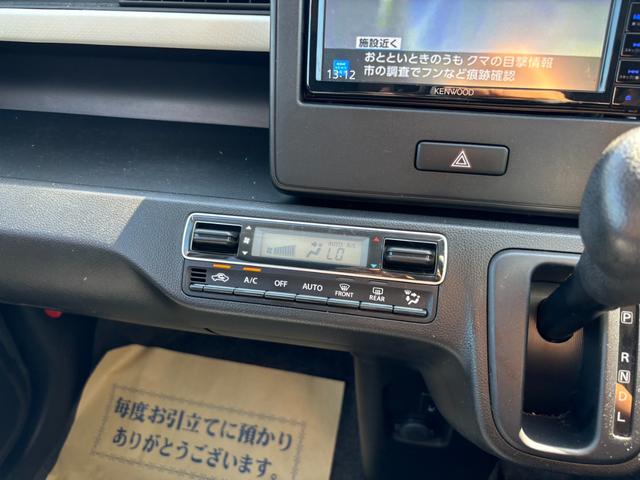 施設近く
おとといときのうも クマの目撃情報
市の調査でフンなど痕跡確認
13:12
KENWOOD
AUTO A/C
LO
A/C
OFF
AUTO
FRONT
REAR
P
R
N
D
L
毎度お引立てに預かり
ありがとうございます。